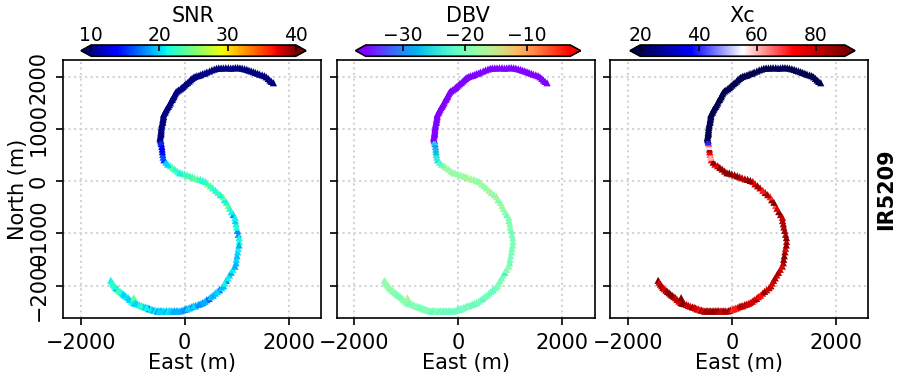 SNR DBV Xc
10 20 30 40 −30 −20 −10 20 40 60 80
2000
1000
0
−1000
−2000
North (m)
IR5209
−2000 0 2000 −2000 0 2000 −2000 0 2000
East (m) East (m) East (m)